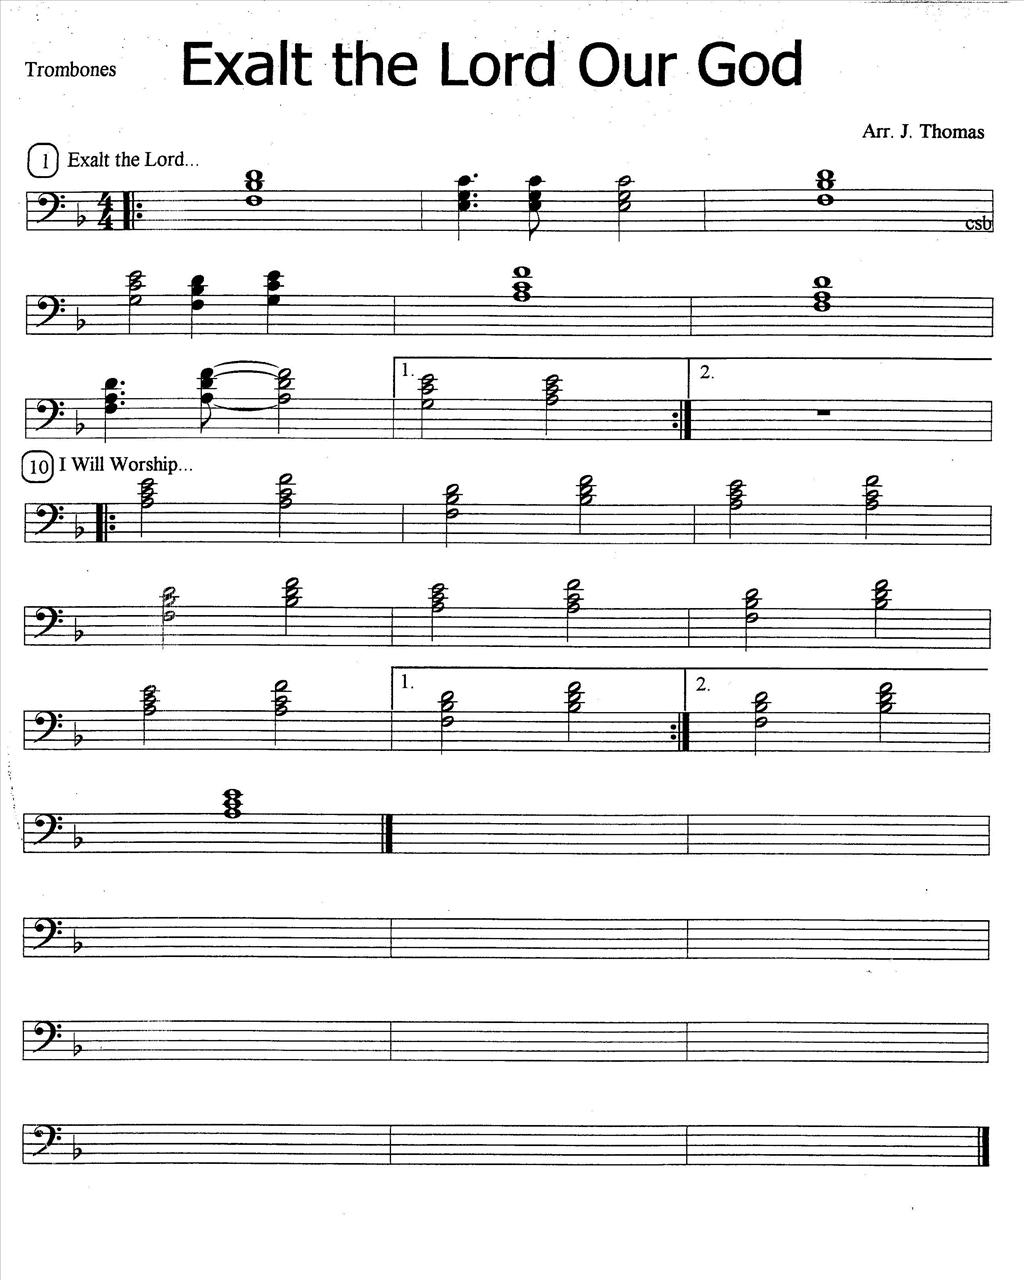 Trombones
Exalt the Lord Our God
Arr. J. Thomas
1 Exalt the Lord...
4
4
csb
1.
2.
10 I Will Worship...
1.
2.